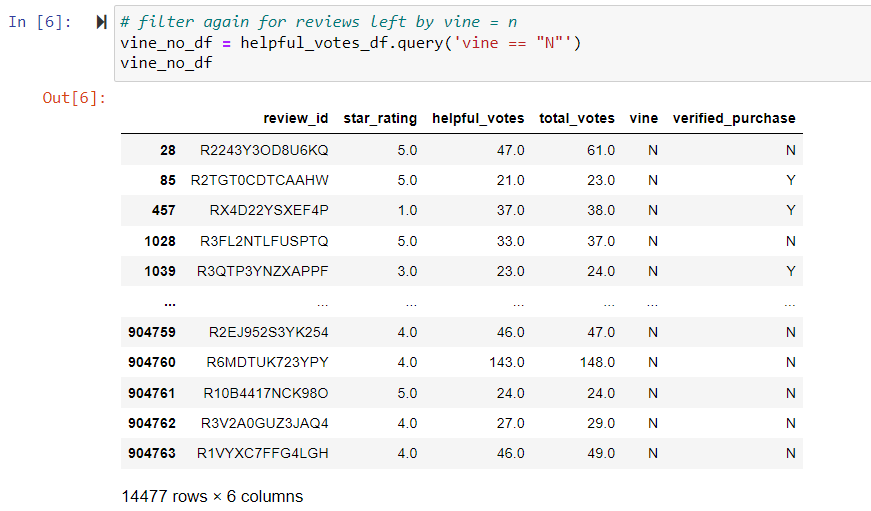 In [6]: # filter again for reviews left by vine = n
vine_no_df = helpful_votes_df.query('vine == "N"')
vine_no_df
Out[6]:
review_id star_rating helpful_votes total_votes vine verified_purchase
28 R2243Y3OD8U6KQ 5.0 47.0 61.0 N N
85 R2TGT0CDTCAAHW 5.0 21.0 23.0 N Y
457 RX4D22YSXEF4P 1.0 37.0 38.0 N Y
1028 R3FL2NTLFUSPTQ 5.0 33.0 37.0 N N
1039 R3QTP3YNZXAPPF 3.0 23.0 24.0 N Y
... ... ... ... ... ... ...
904759 R2EJ952S3YK254 4.0 46.0 47.0 N N
904760 R6MDTUK723YPY 4.0 143.0 148.0 N N
904761 R10B4417NCK98O 5.0 24.0 24.0 N N
904762 R3V2A0GUZ3JAQ4 4.0 27.0 29.0 N N
904763 R1VYXC7FFG4LGH 4.0 46.0 49.0 N N
14477 rows × 6 columns